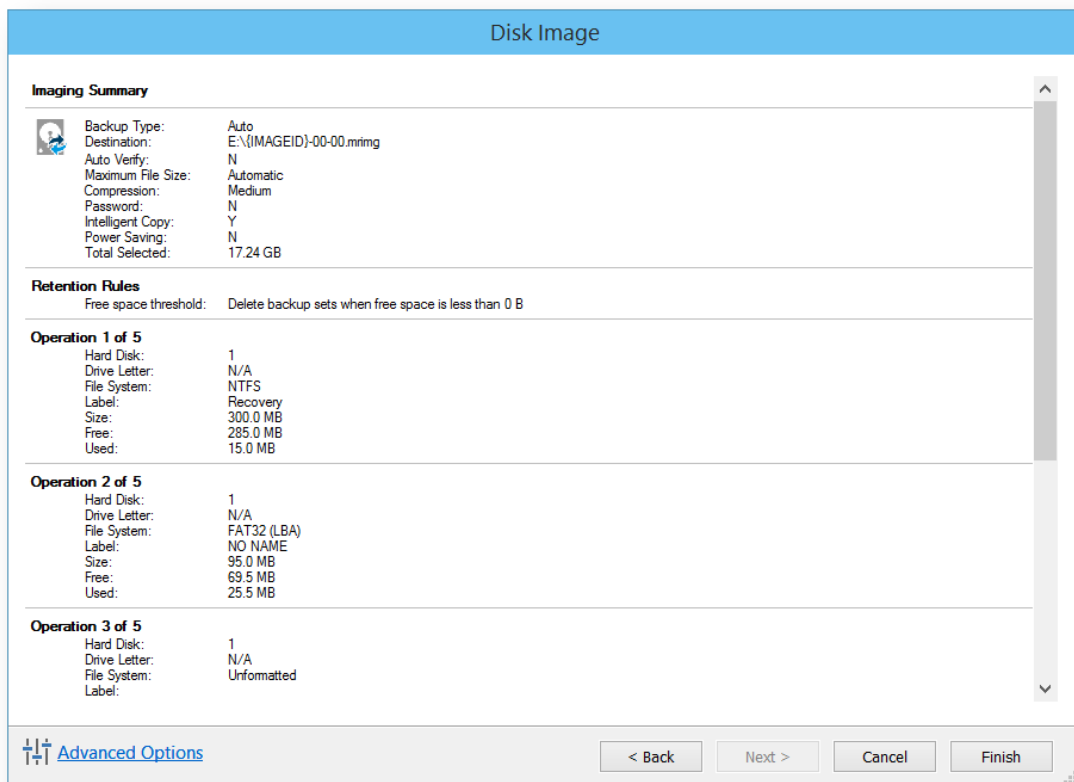 Disk Image
Imaging Summary
Backup Type: Auto
Destination: E:\{IMAGEID}-00-00.mrimg
Auto Verify: N
Maximum File Size: Automatic
Compression: Medium
Password: N
Intelligent Copy: Y
Power Saving: N
Total Selected: 17.24 GB
Retention Rules
Free space threshold: Delete backup sets when free space is less than 0 B
Operation 1 of 5
Hard Disk: 1
Drive Letter: N/A
File System: NTFS
Label: Recovery
Size: 300.0 MB
Free: 285.0 MB
Used: 15.0 MB
Operation 2 of 5
Hard Disk: 1
Drive Letter: N/A
File System: FAT32 (LBA)
Label: NO NAME
Size: 95.0 MB
Free: 69.5 MB
Used: 25.5 MB
Operation 3 of 5
Hard Disk: 1
Drive Letter: N/A
File System: Unformatted
Label:
Advanced Options
< Back Next > Cancel Finish